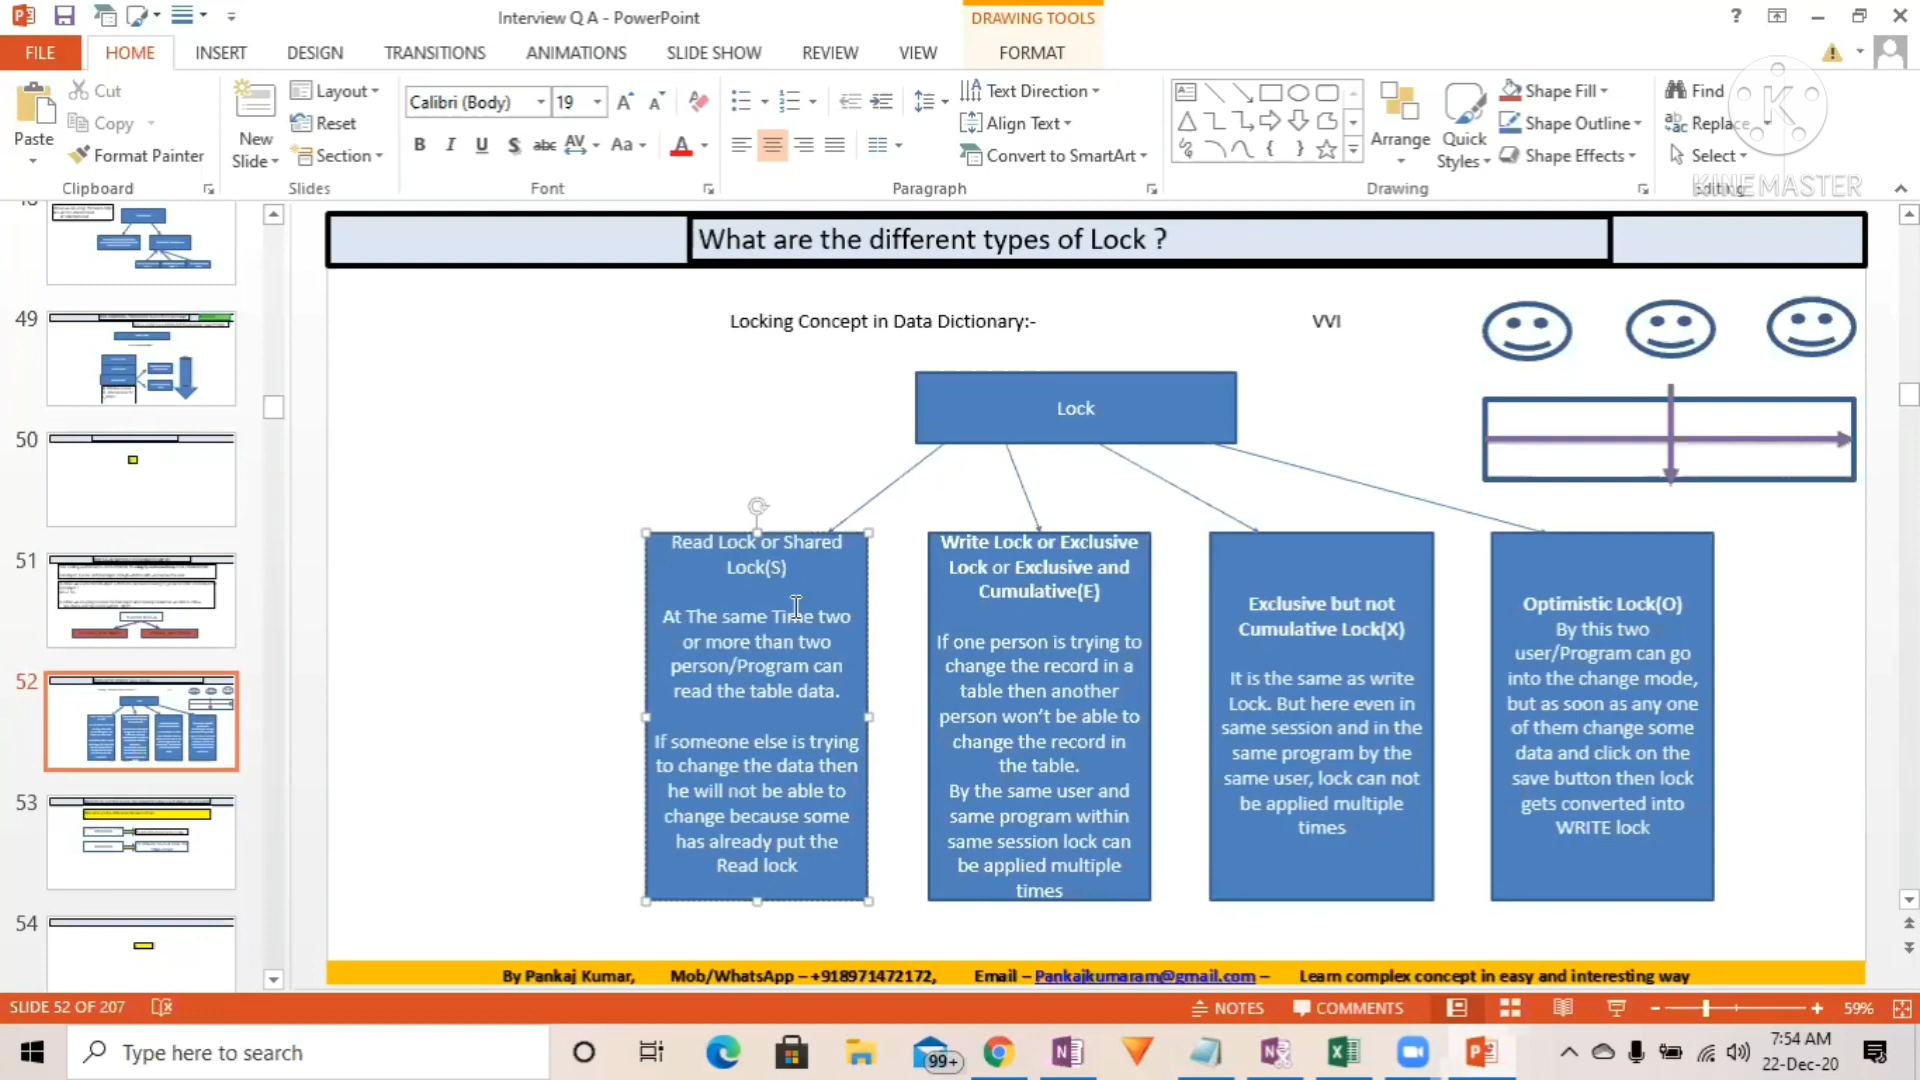 Interview Q A - PowerPoint
DRAWING TOOLS
?
FILE
HOME
INSERT
DESIGN
TRANSITIONS
ANIMATIONS
SLIDE SHOW
REVIEW
VIEW
FORMAT
Paste
Cut
Copy
Format Painter
Clipboard
New
Slide
Layout
Reset
Section
Slides
Calibri (Body)
19
B I U S abc AV Aa A
Font
Text Direction
Align Text
Convert to SmartArt
Paragraph
Arrange
Quick
Styles
Shape Fill
Shape Outline
Shape Effects
Drawing
Find
Replace
Select
Editing
K
KINEMASTER
49
50
51
52
53
54
What are the different types of Lock ?
Locking Concept in Data Dictionary:-
VVI
Lock
Read Lock or Shared
Lock(S)
At The same Time two
or more than two
person/Program can
read the table data.
If someone else is trying
to change the data then
he will not be able to
change because some
has already put the
Read lock
Write Lock or Exclusive
Lock or Exclusive and
Cumulative(E)
If one person is trying to
change the record in a
table then another
person won't be able to
change the record in
the table.
By the same user and
same program within
same session lock can
be applied multiple
times
Exclusive but not
Cumulative Lock(X)
It is the same as write
Lock. But here even in
same session and in the
same program by the
same user, lock can not
be applied multiple
times
Optimistic Lock(O)
By this two
user/Program can go
into the change mode,
but as soon as any one
of them change some
data and click on the
save button then lock
gets converted into
WRITE lock
By Pankaj Kumar, Mob/WhatsApp – +918971472172, Email – Pankajkumaram@gmail.com – Learn complex concept in easy and interesting way
SLIDE 52 OF 207
NOTES
COMMENTS
59%
Type here to search
99+
7:54 AM
22-Dec-20